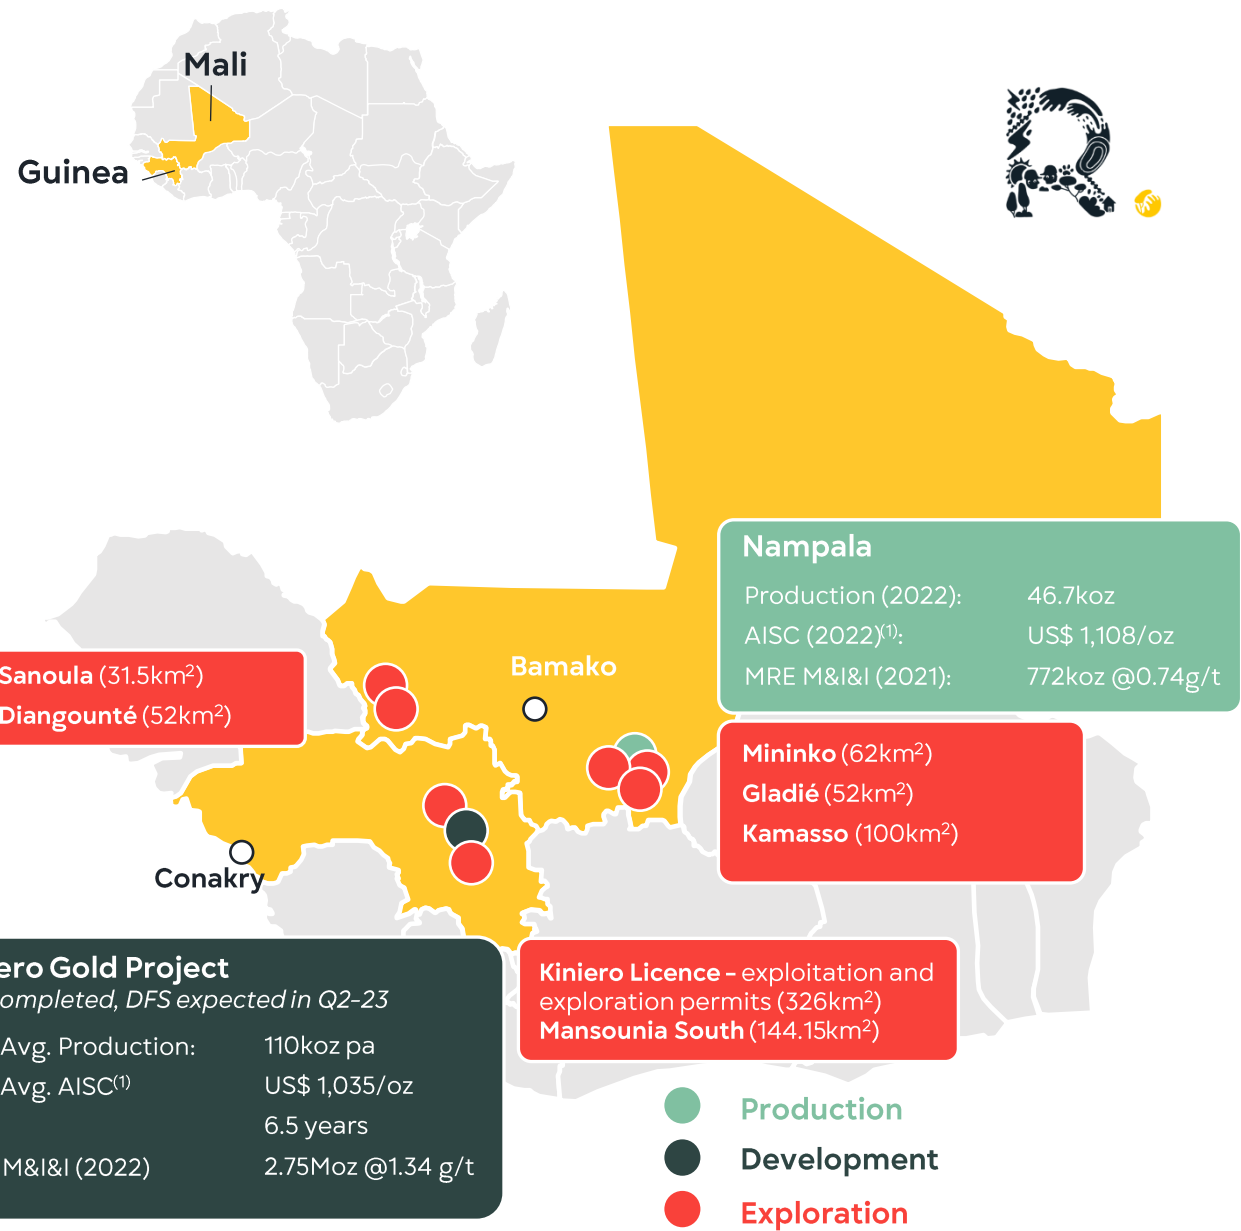 Mali
Guinea
Nampala
Production (2022): 46.7koz
AISC (2022)(1): US$ 1,108/oz
MRE M&I&I (2021): 772koz @0.74g/t
Bamako
Sanoula (31.5km²)
Diangounté (52km²)
Mininko (62km²)
Gladié (52km²)
Kamasso (100km²)
Conakry
ero Gold Project
ompleted, DFS expected in Q2-23
Avg. Production: 110koz pa
Avg. AISC(1) US$ 1,035/oz
6.5 years
M&I&I (2022) 2.75Moz @1.34 g/t
Kiniero Licence – exploitation and
exploration permits (326km²)
Mansounia South (144.15km²)
Production
Development
Exploration